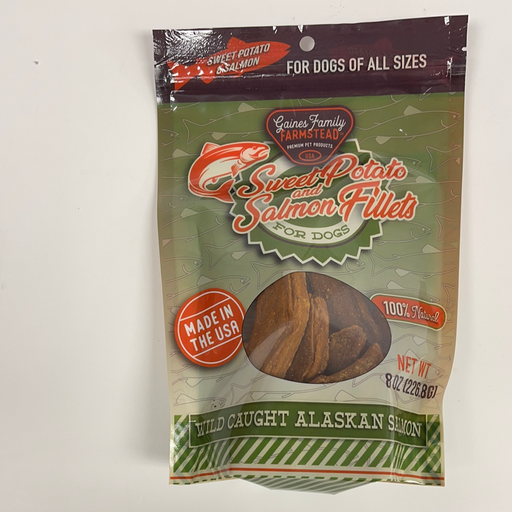 SWEET POTATO
& SALMON
FOR DOGS OF ALL SIZES
Gaines Family
FARMSTEAD
PREMIUM PET PRODUCTS
USA
Sweet Potato
and
Salmon Fillets
FOR DOGS
MADE IN
THE USA
100% Natural
NET WT
8 OZ (226.8G)
WILD CAUGHT ALASKAN SALMON